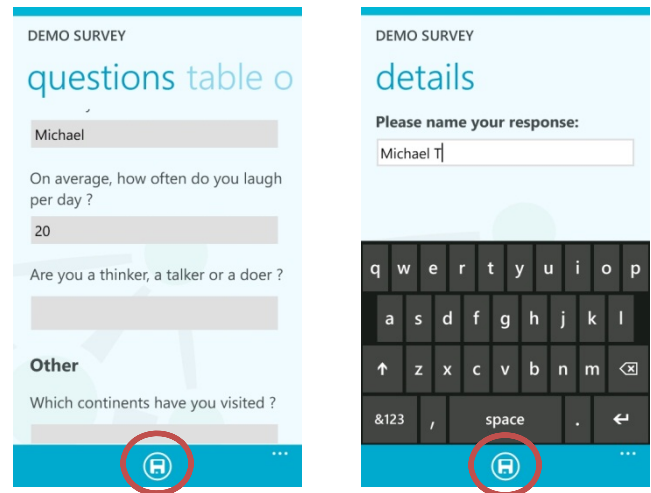 DEMO SURVEY
questions table o
Michael
On average, how often do you laugh
per day ?
20
Are you a thinker, a talker or a doer ?
Other
Which continents have you visited ?
...
DEMO SURVEY
details
Please name your response:
Michael T
q w e r t y u i o p
a s d f g h j k l
z x c v b n m
&123 , space .
...